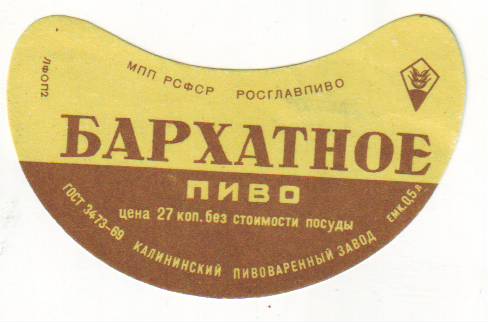 ЛФОП2
МПП РСФСР РОСГЛАВПИВО
БАРХАТНОЕ
ПИВО
цена 27 коп. без стоимости посуды
ГОСТ 3473-69 КАЛИНИНСКИЙ ПИВОВАРЕННЫЙ ЗАВОД ЕМК. 0,5 л